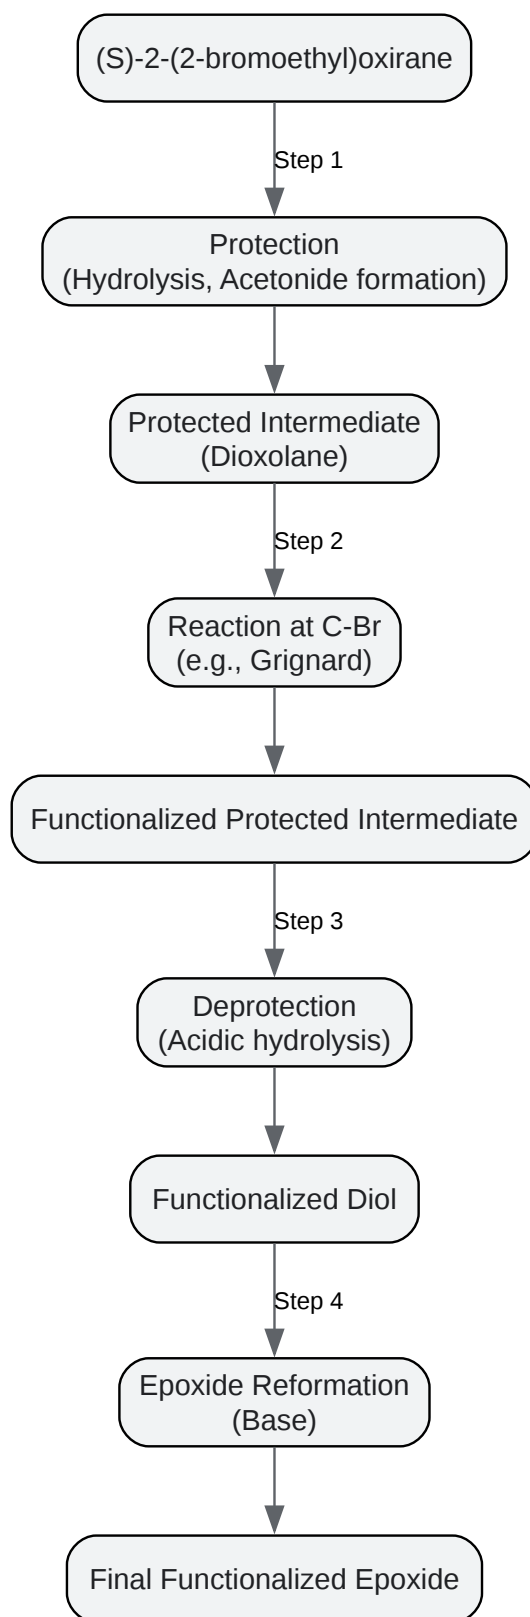 (S)-2-(2-bromoethyl)oxirane
Step 1
Protection
(Hydrolysis, Acetonide formation)
Protected Intermediate
(Dioxolane)
Step 2
Reaction at C-Br
(e.g., Grignard)
Functionalized Protected Intermediate
Step 3
Deprotection
(Acidic hydrolysis)
Functionalized Diol
Step 4
Epoxide Reformation
(Base)
Final Functionalized Epoxide